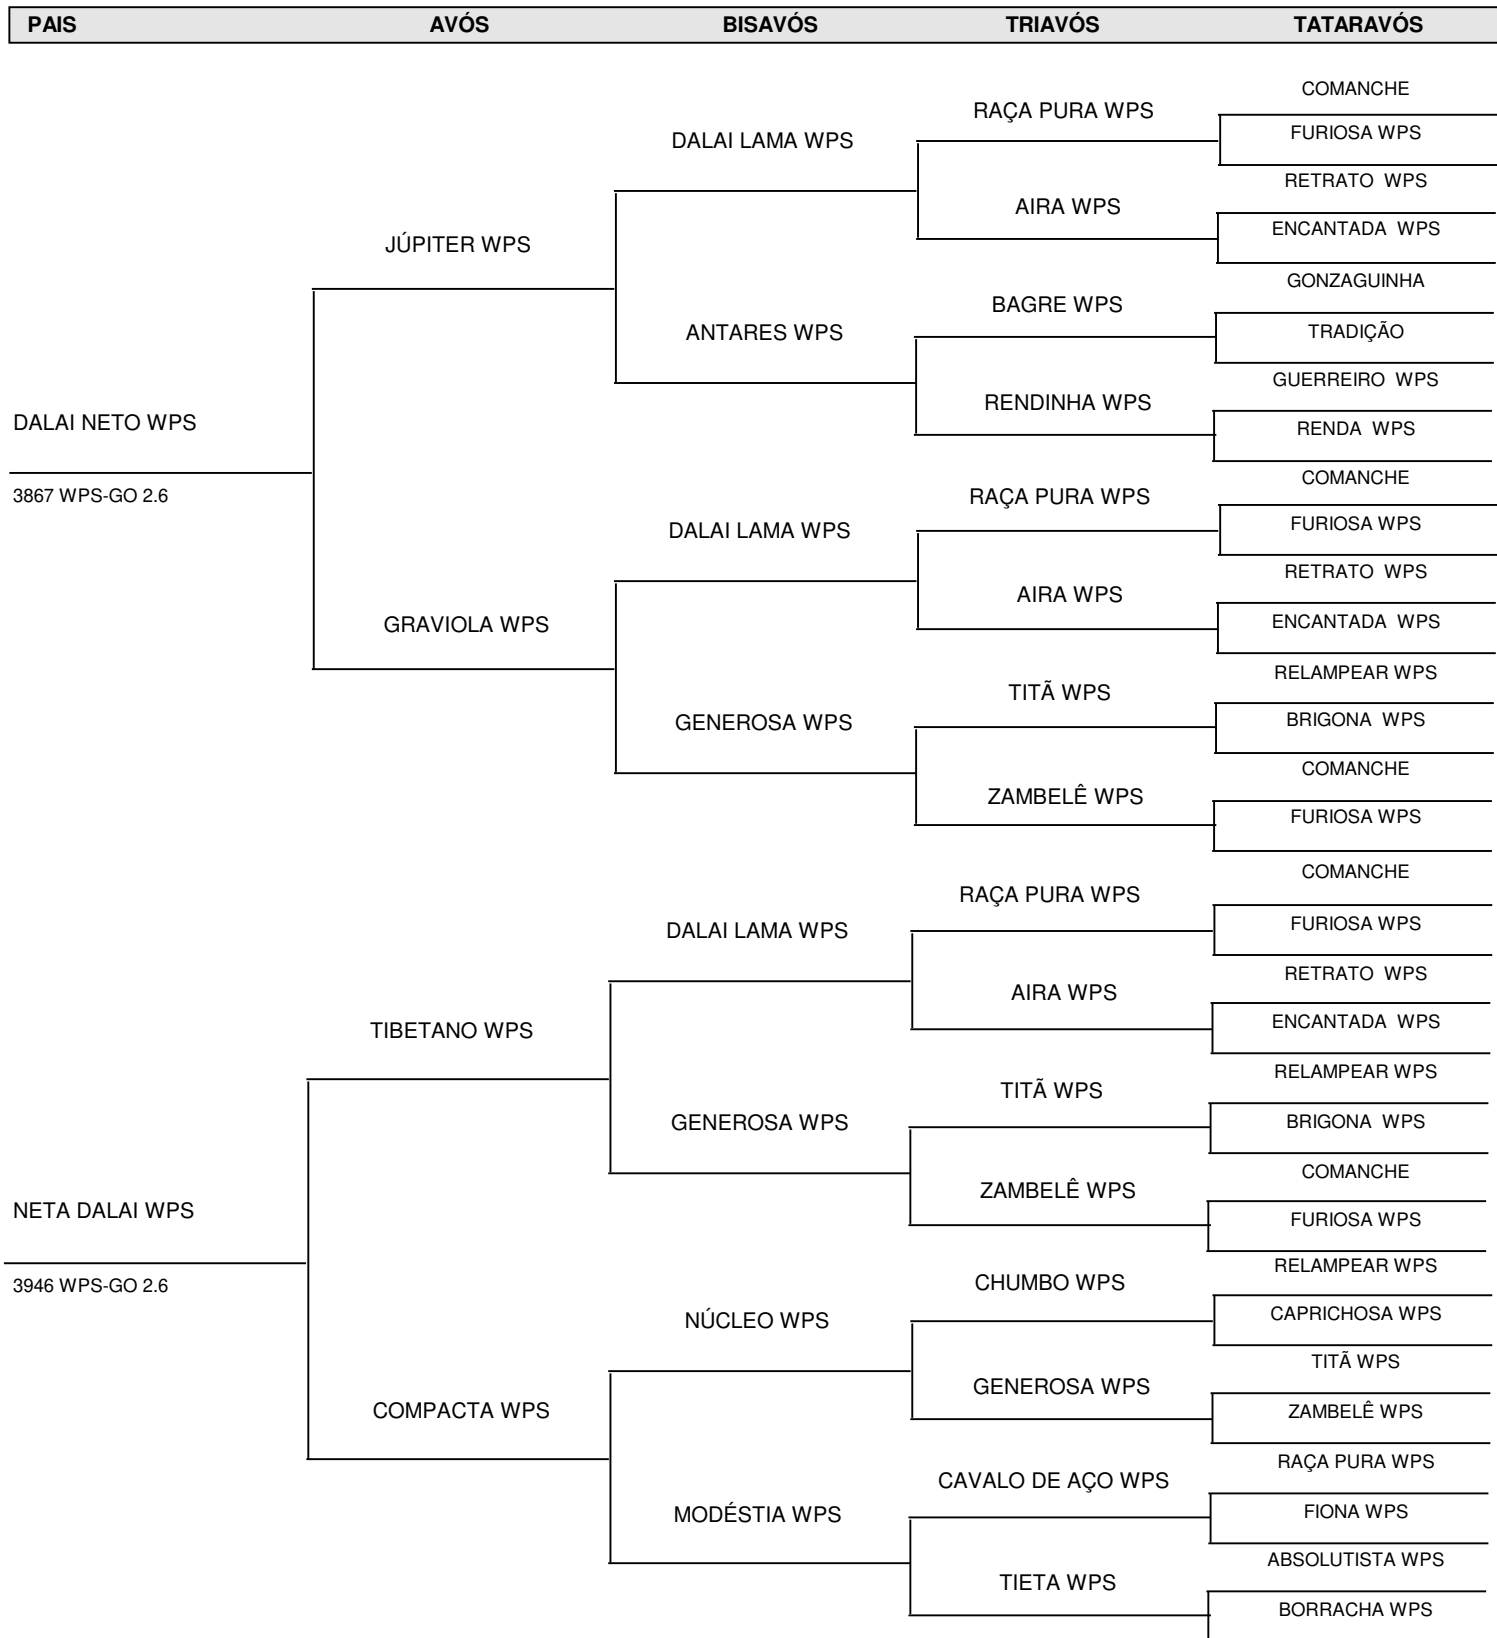 PAIS AVÓS BISAVÓS TRIAVÓS TATARAVÓS
COMANCHE
RAÇA PURA WPS
FURIOSA WPS
DALAI LAMA WPS
RETRATO WPS
AIRA WPS
ENCANTADA WPS
JÚPITER WPS
GONZAGUINHA
BAGRE WPS
ANTARES WPS
TRADIÇÃO
GUERREIRO WPS
RENDINHA WPS
DALAI NETO WPS
RENDA WPS
COMANCHE
3867 WPS-GO 2.6
RAÇA PURA WPS
FURIOSA WPS
DALAI LAMA WPS
RETRATO WPS
AIRA WPS
ENCANTADA WPS
GRAVIOLA WPS
RELAMPEAR WPS
TITÃ WPS
BRIGONA WPS
GENEROSA WPS
COMANCHE
ZAMBELÊ WPS
FURIOSA WPS
COMANCHE
RAÇA PURA WPS
FURIOSA WPS
DALAI LAMA WPS
RETRATO WPS
AIRA WPS
ENCANTADA WPS
TIBETANO WPS
RELAMPEAR WPS
TITÃ WPS
BRIGONA WPS
GENEROSA WPS
COMANCHE
ZAMBELÊ WPS
NETA DALAI WPS
FURIOSA WPS
RELAMPEAR WPS
3946 WPS-GO 2.6
CHUMBO WPS
CAPRICHOSA WPS
NÚCLEO WPS
TITÃ WPS
GENEROSA WPS
COMPACTA WPS
ZAMBELÊ WPS
RAÇA PURA WPS
CAVALO DE AÇO WPS
FIONA WPS
MODÉSTIA WPS
ABSOLUTISTA WPS
TIETA WPS
BORRACHA WPS